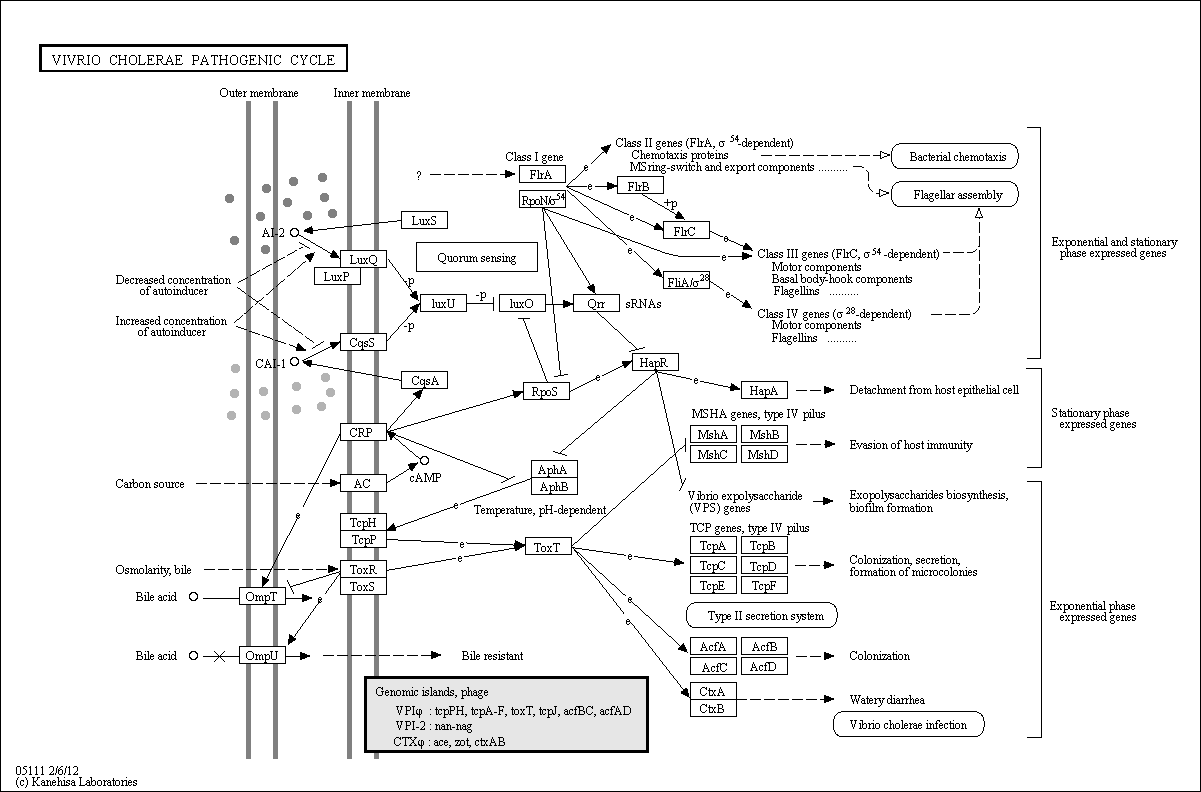 VIVRIO CHOLERAE PATHOGENIC CYCLE
Outer membrane
Inner membrane
Class I gene
?
FlrA
RpoN/σ54
Class II genes (FlrA, σ 54-dependent)
Chemotaxis proteins
MSring-switch and export components ..........
Bacterial chemotaxis
Flagellar assembly
e
e
FlrB
+p
e
FlrC
e
e
e
FliA/σ28
e
Class III genes (FlrC, σ 54-dependent)
Motor components
Basal body-hook components
Flagellins ..........
Class IV genes (σ 28-dependent)
Motor components
Flagellins ..........
Exponential and stationary
phase expressed genes
AI-2
LuxS
LuxQ
LuxP
Quorum sensing
Decreased concentration
of autoinducer
Increased concentration
of autoinducer
-p
luxU
-p
luxO
Qrr
sRNAs
-p
CqsS
CAI-1
CqsA
RpoS
e
HapR
e
HapA
Detachment from host epithelial cell
MSHA genes, type IV pilus
MshA
MshB
MshC
MshD
Evasion of host immunity
Stationary phase
expressed genes
CRP
cAMP
AC
Carbon source
AphA
AphB
e
Temperature, pH-dependent
Vibrio expolysaccharide
(VPS) genes
Exopolysaccharides biosynthesis,
biofilm formation
e
TcpH
TcpP
e
ToxT
e
Osmolarity, bile
ToxR
ToxS
e
TCP genes, type IV pilus
TcpA
TcpB
TcpC
TcpD
TcpE
TcpF
e
Colonization, secretion,
formation of microcolonies
Type II secretion system
Exponential phase
expressed genes
Bile acid
OmpT
e
e
Bile acid
OmpU
Bile resistant
AcfA
AcfB
AcfC
AcfD
Colonization
CtxA
CtxB
Watery diarrhea
Vibrio cholerae infection
Genomic islands, phage
VPIφ : tcpPH, tcpA-F, toxT, tcpJ, acfBC, acfAD
VPI-2 : nan-nag
CTXφ : ace, zot, ctxAB
05111 2/6/12
(c) Kanehisa Laboratories